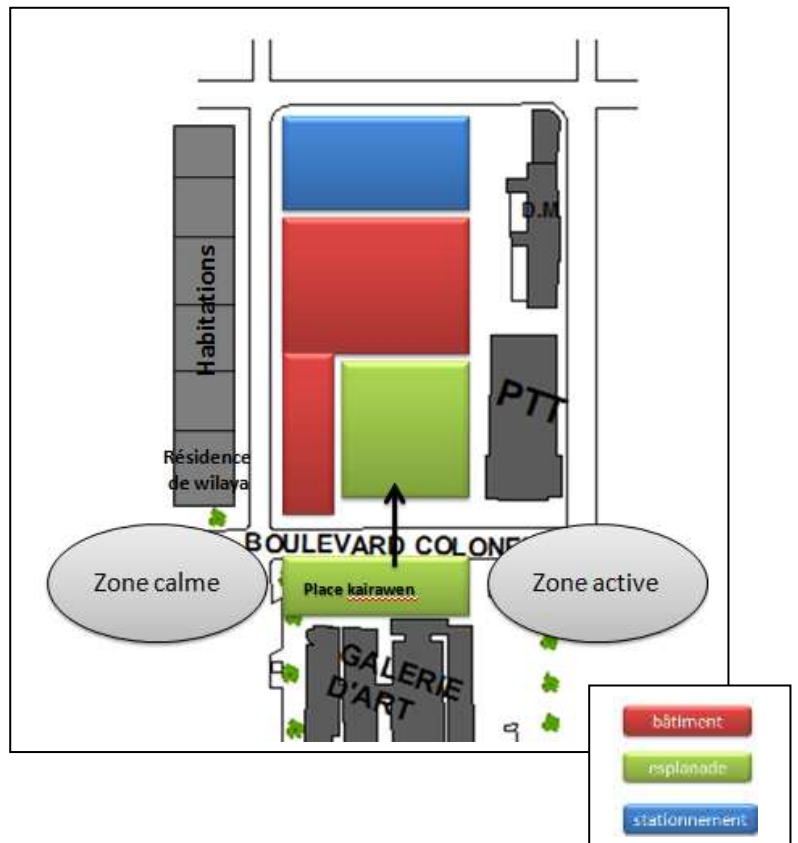 D.M
Habitations
PTT
Résidence
de wilaya
BOULEVARD COLONE
Zone calme
Place kairawen
Zone active
GALERIE
D'ART
bâtiment
esplanade
stationnement